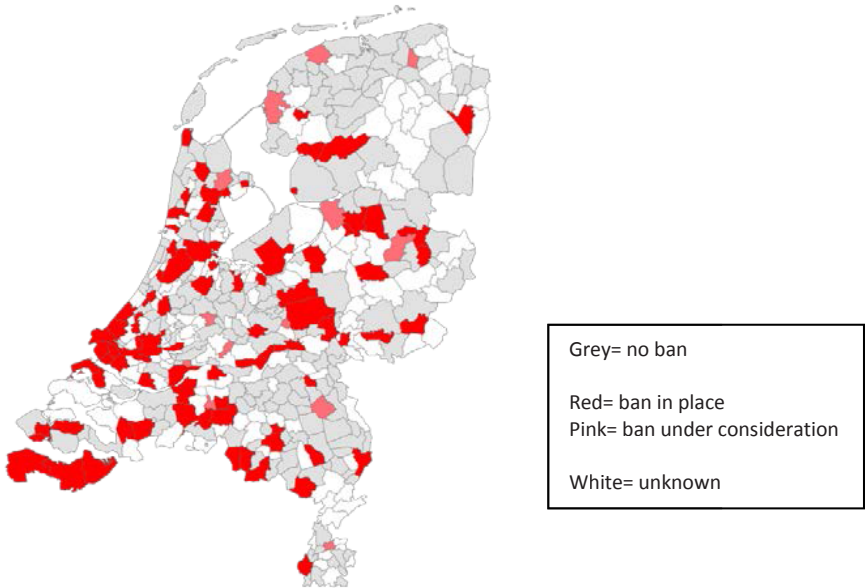 Grey= no ban
Red= ban in place
Pink= ban under consideration
White= unknown